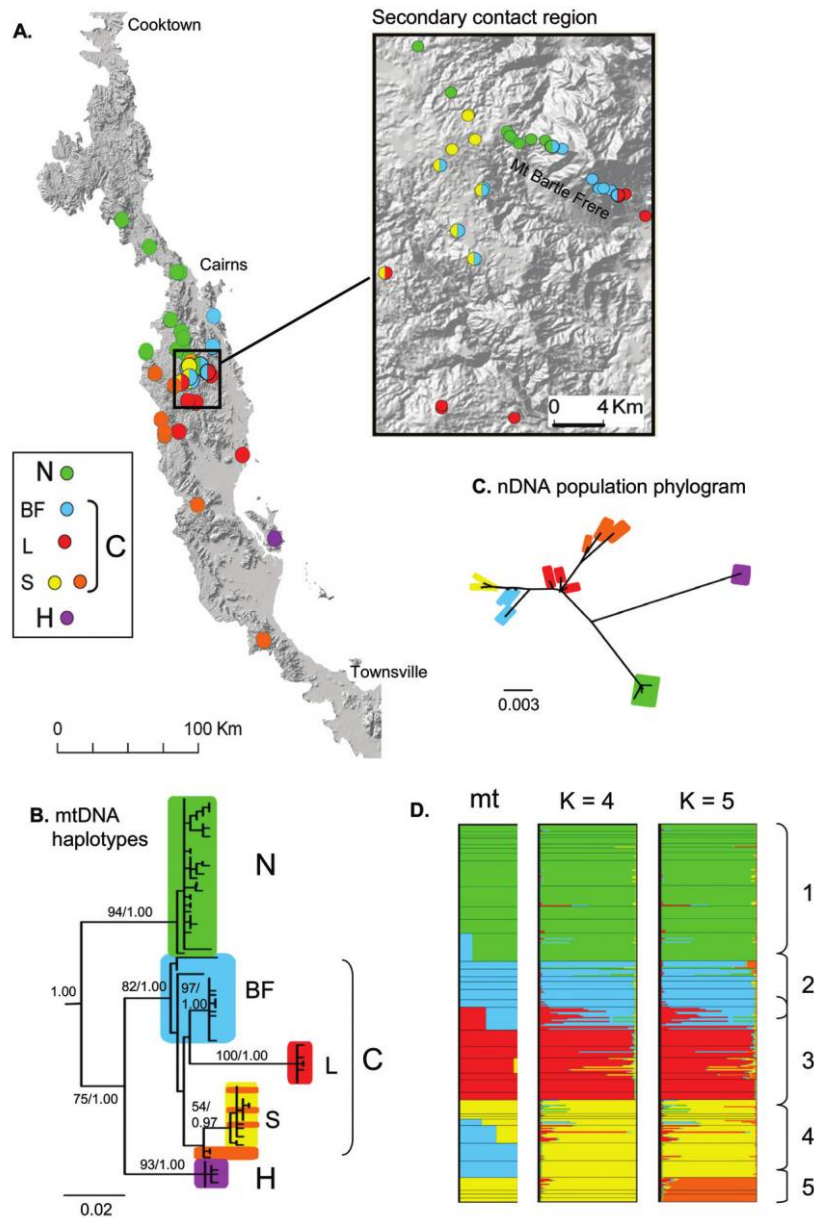 A.
Cooktown
Cairns
Townsville
0 100 Km
N
BF
L
S
C
H
Secondary contact region
Mt Bartle Frere
0 4 Km
C. nDNA population phylogram
0.003
B. mtDNA
haplotypes
N
94/1.00
1.00
82/1.00
97/
1.00
BF
100/1.00
L
C
75/1.00
54/
0.97
S
93/1.00
H
0.02
D.
mt K = 4 K = 5
1
2
3
4
5